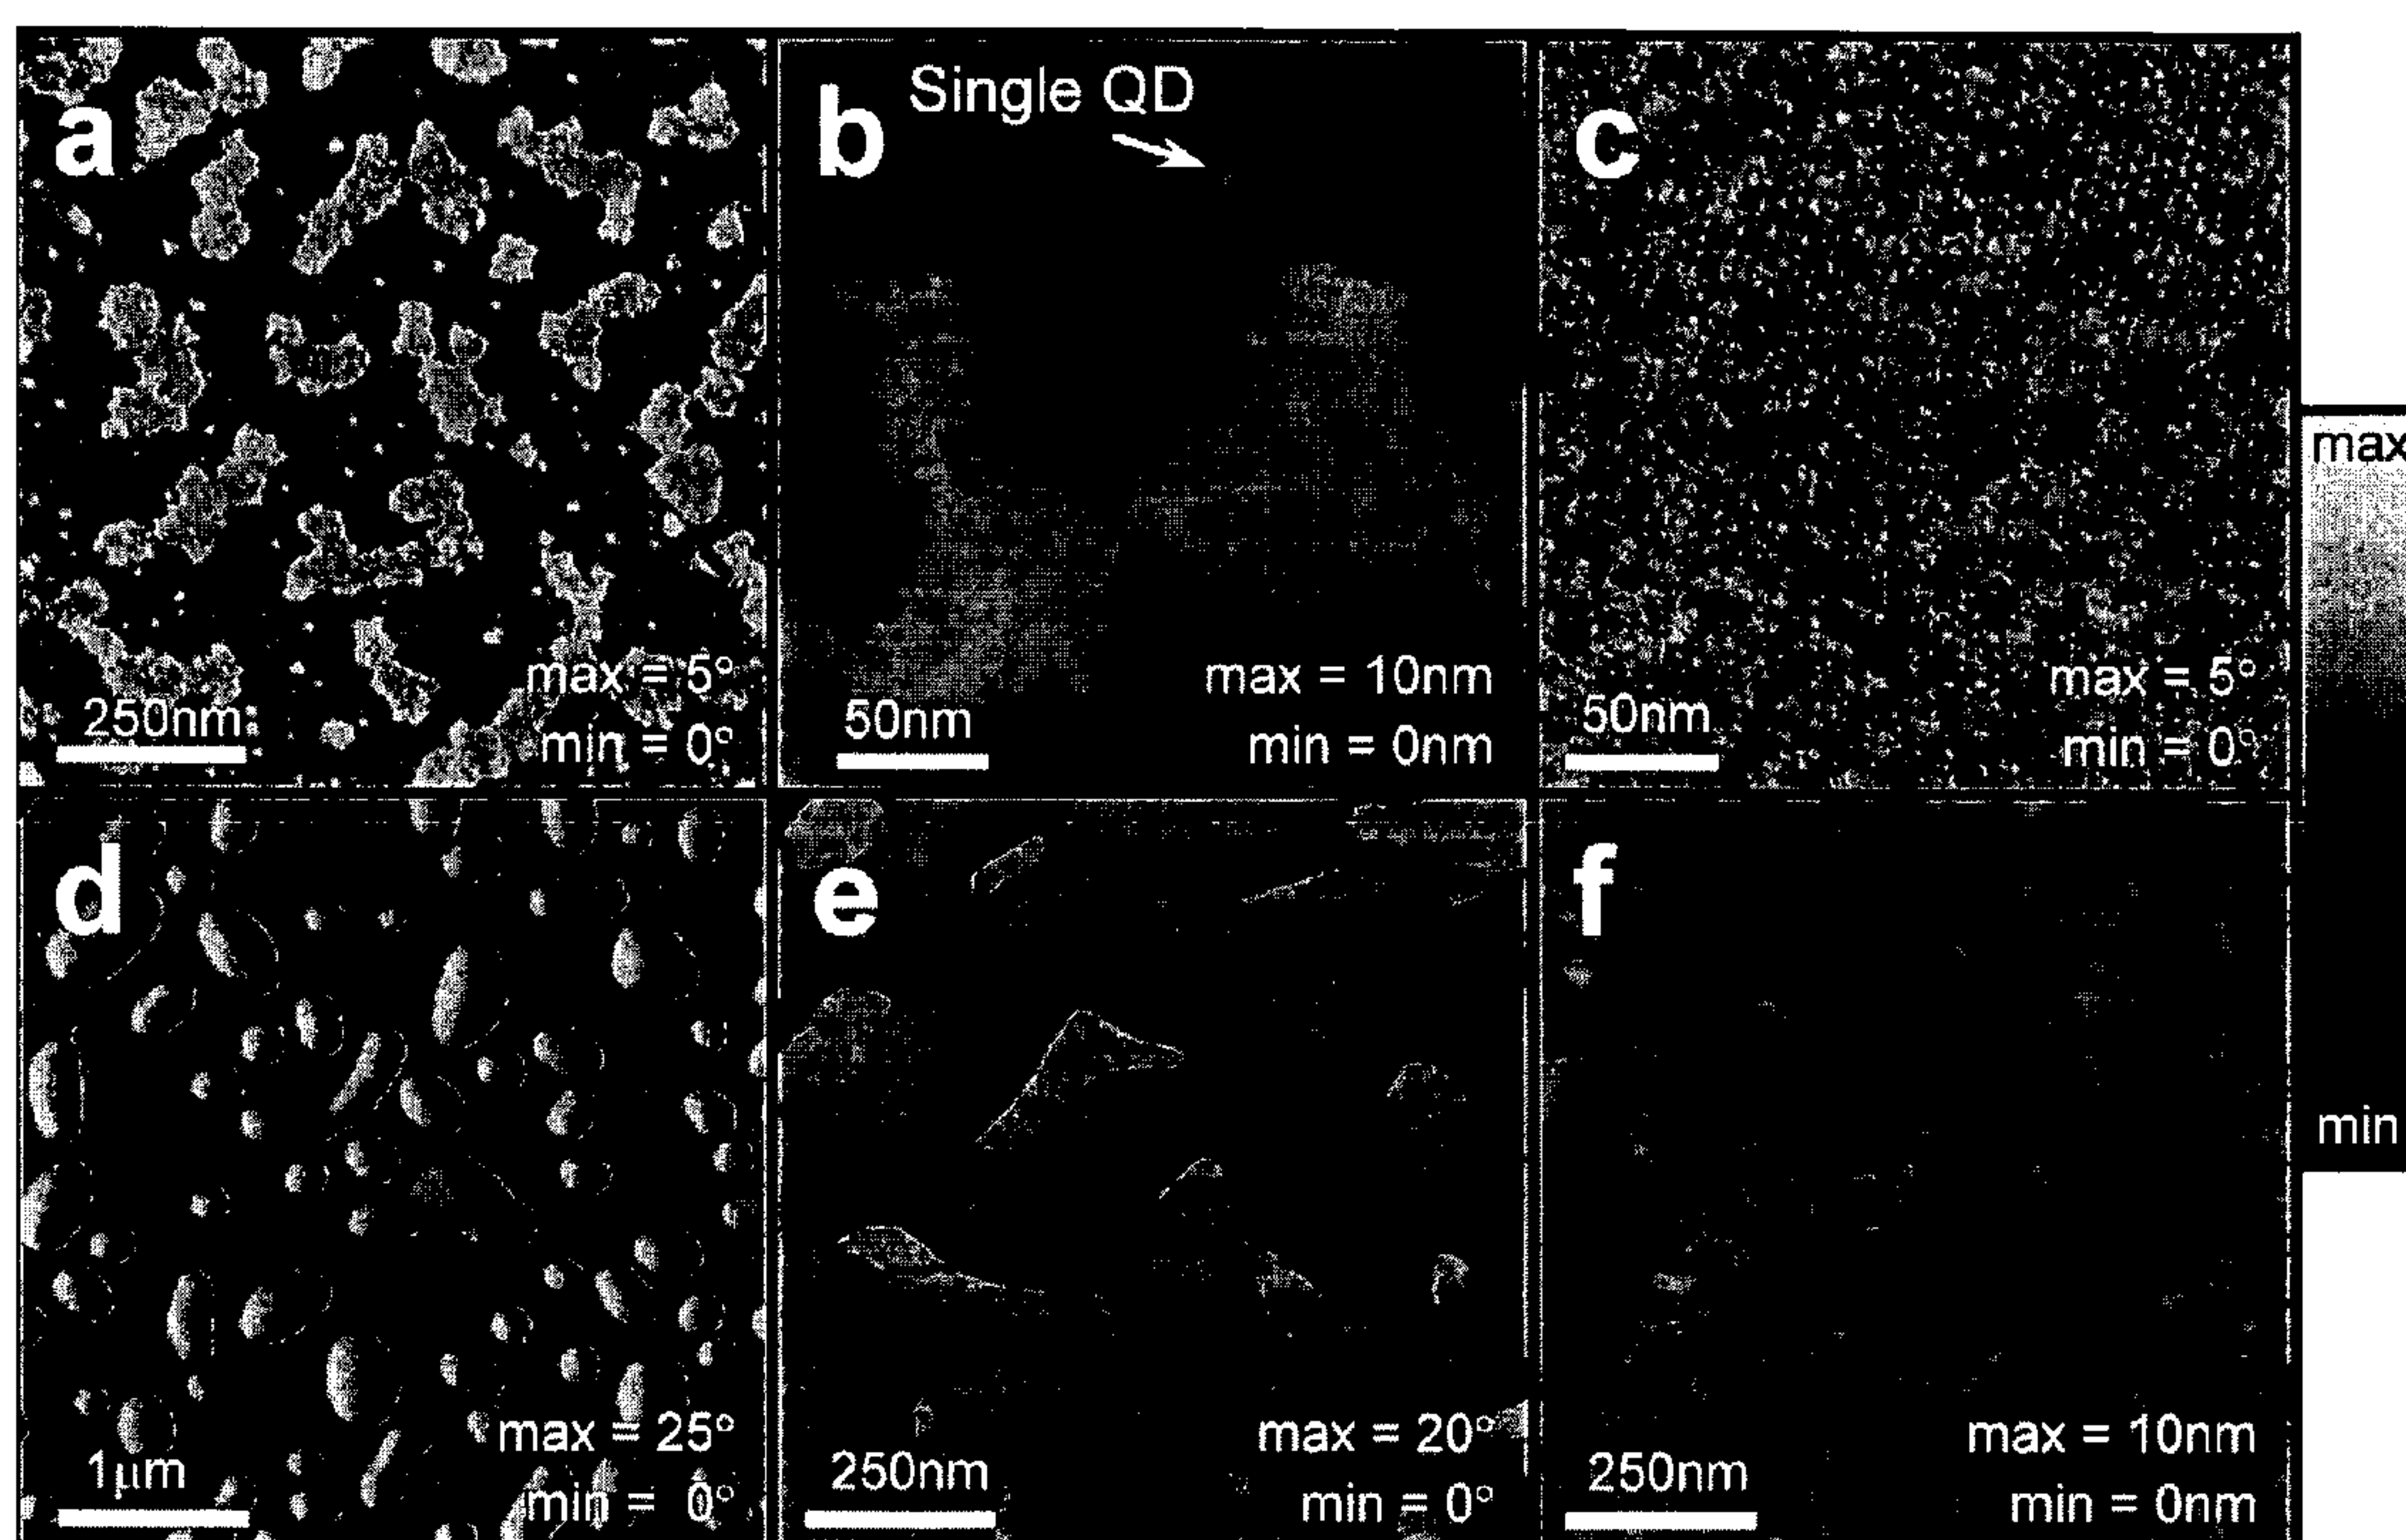 a
250nm
max = 5°
min = 0°
b
Single QD
50nm
max = 10nm
min = 0nm
c
50nm
max = 5°
min = 0°
max
min
d
1μm
max = 25°
min = 0°
e
250nm
max = 20°
min = 0°
f
250nm
max = 10nm
min = 0nm